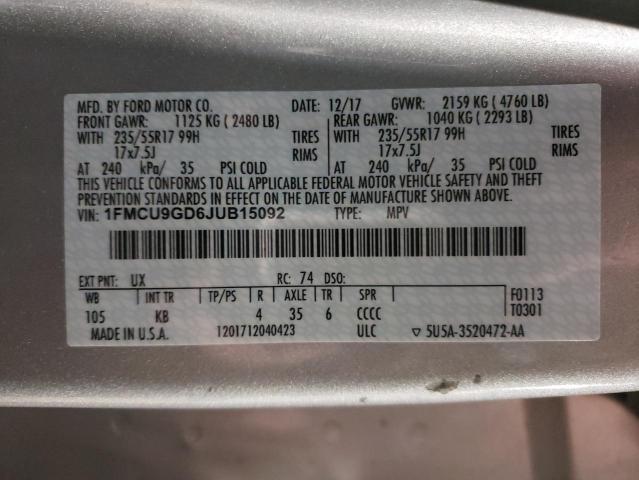 MFD. BY FORD MOTOR CO. DATE: 12/17 GVWR: 2159 KG ( 4760 LB)
FRONT GAWR: 1125 KG ( 2480 LB) REAR GAWR: 1040 KG ( 2293 LB)
WITH 235/55R17 99H TIRES WITH 235/55R17 99H TIRES
17x7.5J RIMS 17x7.5J RIMS
AT 240 kPa/ 35 PSI COLD AT 240 kPa/ 35 PSI COLD
THIS VEHICLE CONFORMS TO ALL APPLICABLE FEDERAL MOTOR VEHICLE SAFETY AND THEFT
PREVENTION STANDARDS IN EFFECT ON THE DATE OF MANUFACTURE SHOWN ABOVE.
VIN: 1FMCU9GD6JUB15092 TYPE: MPV
EXT PNT: UX RC: 74 DSO:
WB INT TR TP/PS R AXLE TR SPR F0113
105 KB 4 35 6 CCCC T0301
MADE IN U.S.A. 1201712040423 ULC ▽ 5U5A-3520472-AA